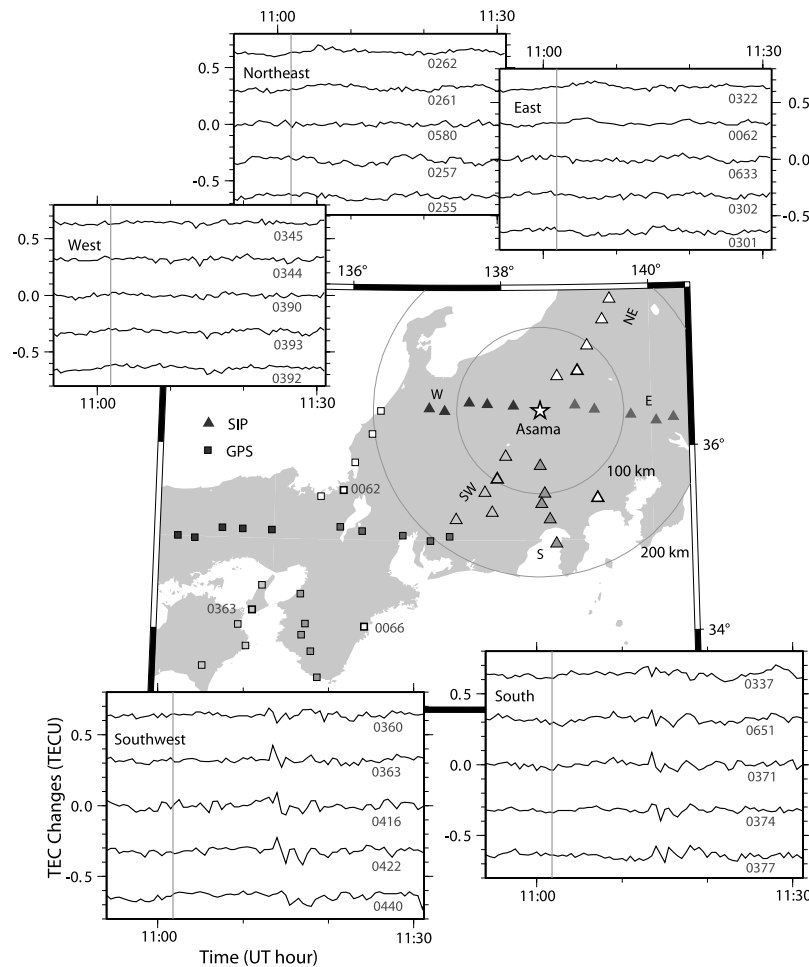 11:00 11:30
0.5
0.0
-0.5
Northeast
0262
0261
0580
0257
0255
11:00 11:30
East
0322
0062
0633
0302
0301
0.5
0.0
-0.5
0.5
0.0
-0.5
West
0345
0344
0390
0393
0392
11:00 11:30
136° 138° 140°
NE
W
E
Asama
36°
SIP
GPS
0062
SW
100 km
S
200 km
0363
0066
34°
0.5
0.0
-0.5
TEC Changes (TECU)
Southwest
0360
0363
0416
0422
0440
11:00 11:30
Time (UT hour)
0.5
0.0
-0.5
South
0337
0651
0371
0374
0377
11:00 11:30